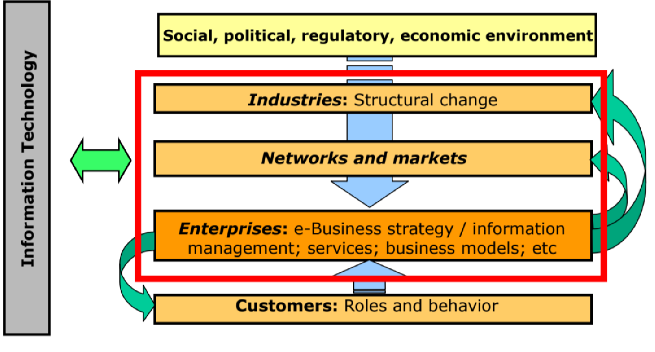 Information Technology
Social, political, regulatory, economic environment
Industries: Structural change
Networks and markets
Enterprises: e-Business strategy / information
management; services; business models; etc
Customers: Roles and behavior